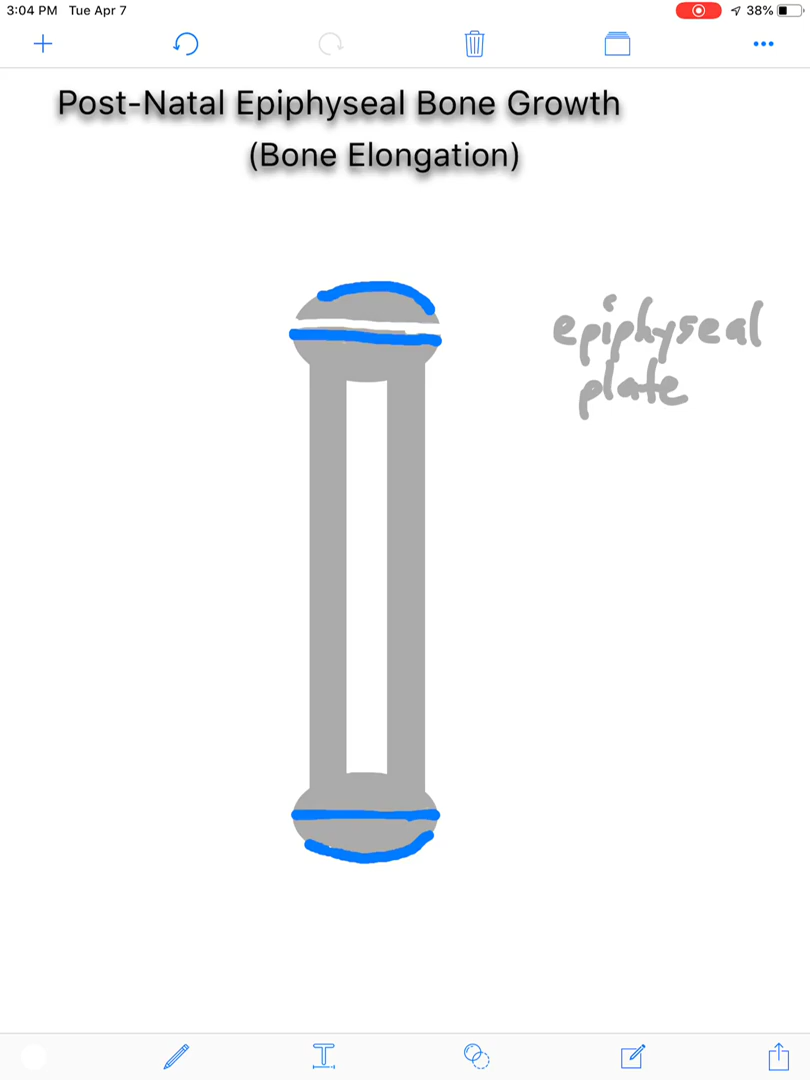 3:04 PM Tue Apr 7
38%
Post-Natal Epiphyseal Bone Growth
(Bone Elongation)
epiphyseal
plate